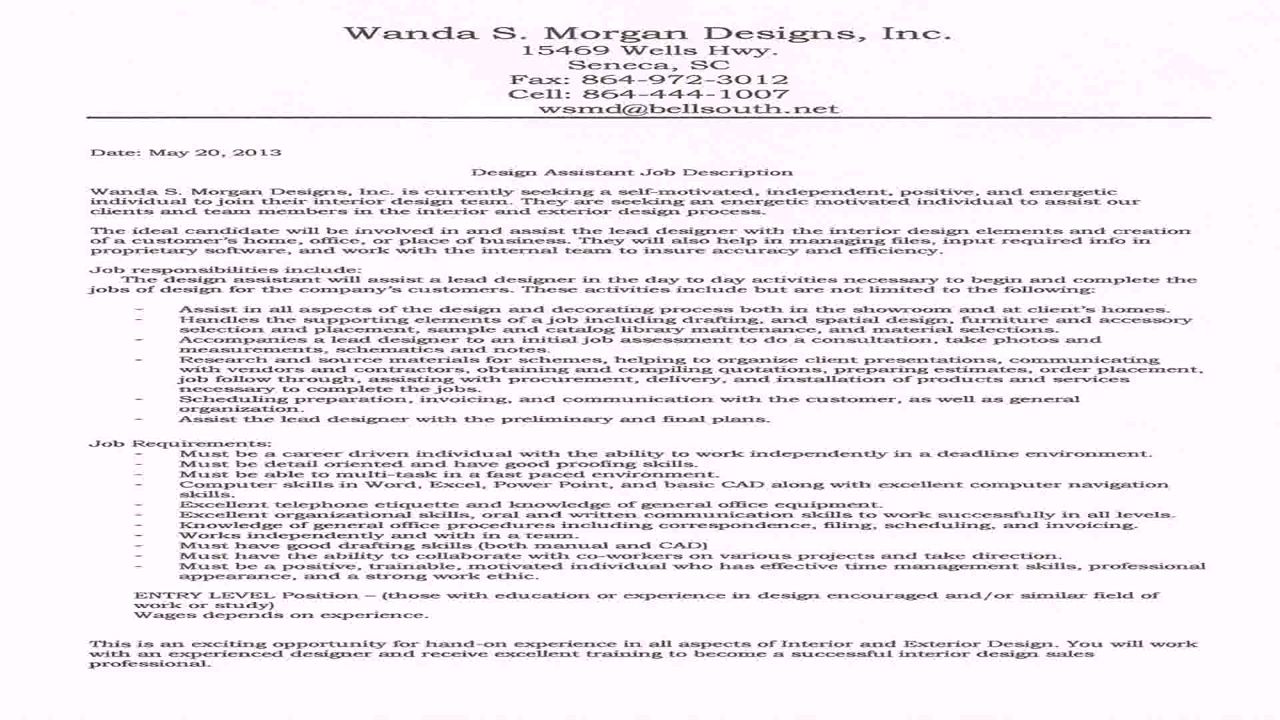 Wanda S. Morgan Designs, Inc.
15469 Wells Hwy.
Seneca, SC
Fax: 864-972-3012
Cell: 864-444-1007
wsmd@bellsouth.net
Date: May 20, 2013
Design Assistant Job Description
Wanda S. Morgan Designs, Inc. is currently seeking a self-motivated, independent, positive, and energetic
individual to join their interior design team. They are seeking an energetic motivated individual to assist our
clients and team members in the interior and exterior design process.
The ideal candidate will be involved in and assist the lead designer with the interior design elements and creation
of a customer's home, office, or place of business. They will also help in managing files, input required info in
proprietary software, and work with the internal team to insure accuracy and efficiency.
Job responsibilities include:
The design assistant will assist a lead designer in the day to day activities necessary to begin and complete the
jobs of design for the company's customers. These activities include but are not limited to the following:
- Assist in all aspects of the design and decorating process both in the showroom and at client's homes.
- Handles the supporting elements of a job including drafting, and spatial design, furniture and accessory
selection and placement, sample and catalog library maintenance, and material selections.
- Accompanies a lead designer to an initial job assessment to do a consultation, take photos and
measurements, schematics and notes.
- Research and source materials for schemes, helping to organize client presentations, communicating
with vendors and contractors, obtaining and compiling quotations, preparing estimates, order placement,
job follow through, assisting with procurement, delivery, and installation of products and services
necessary to complete the jobs.
- Scheduling preparation, invoicing, and communication with the customer, as well as general
organization.
- Assist the lead designer with the preliminary and final plans.
Job Requirements:
- Must be a career driven individual with the ability to work independently in a deadline environment.
- Must be detail oriented and have good proofing skills.
- Must be able to multi-task in a fast paced environment.
- Computer skills in Word, Excel, Power Point, and basic CAD along with excellent computer navigation
skills.
- Excellent telephone etiquette and knowledge of general office equipment.
- Excellent organizational skills, oral and written communication skills to work successfully in all levels.
- Knowledge of general office procedures including correspondence, filing, scheduling, and invoicing.
- Works independently and with in a team.
- Must have good drafting skills (both manual and CAD)
- Must have the ability to collaborate with co-workers on various projects and take direction.
- Must be a positive, trainable, motivated individual who has effective time management skills, professional
appearance, and a strong work ethic.
ENTRY LEVEL Position – (those with education or experience in design encouraged and/or similar field of
work or study)
Wages depends on experience.
This is an exciting opportunity for hand-on experience in all aspects of Interior and Exterior Design. You will work
with an experienced designer and receive excellent training to become a successful interior design sales
professional.